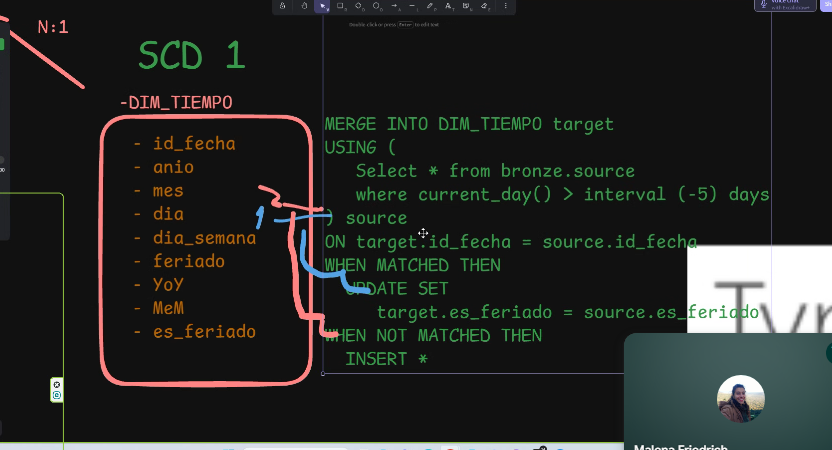 N:1
SCD 1
-DIM_TIEMPO
- id_fecha
- anio
- mes
- dia
- dia_semana
- feriado
- YoY
- MeM
- es_feriado
MERGE INTO DIM_TIEMPO target
USING (
Select * from bronze.source
where current_day() > interval (-5) days
) source
ON target.id_fecha = source.id_fecha
WHEN MATCHED THEN
UPDATE SET
target.es_feriado = source.es_feriado
WHEN NOT MATCHED THEN
INSERT *
1
2
Malena Friedrich